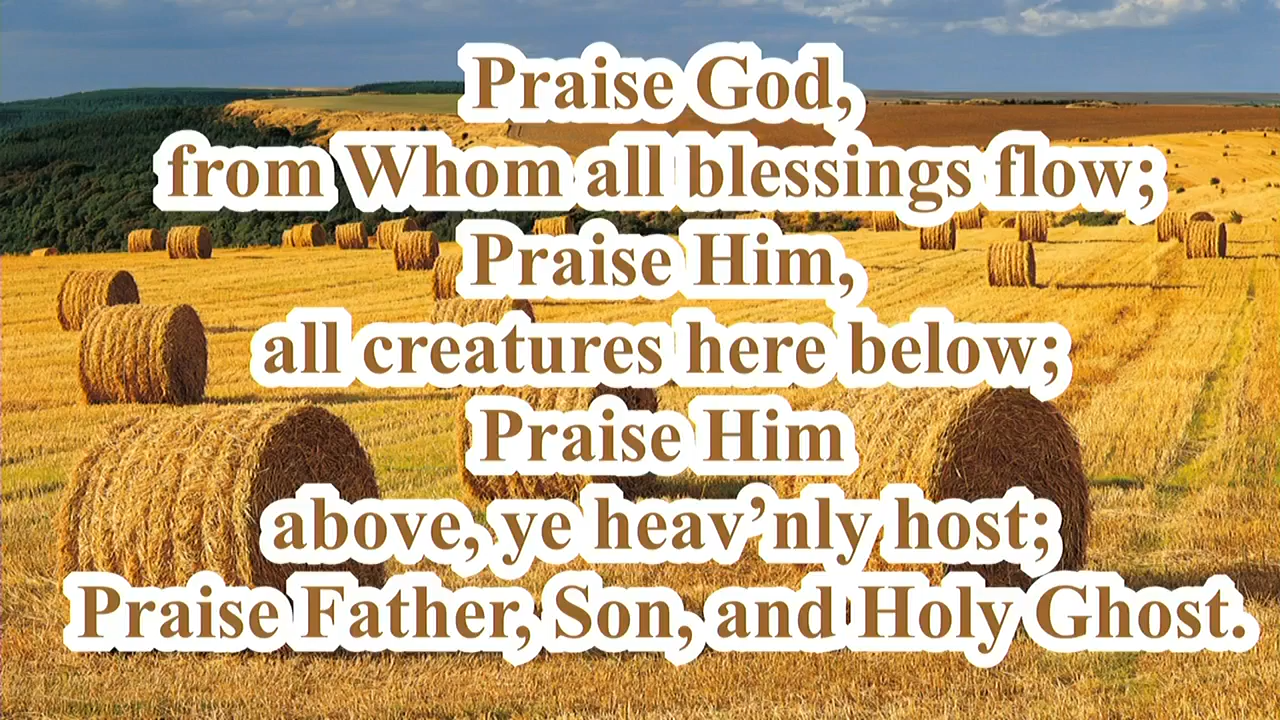 Praise God,
from Whom all blessings flow;
Praise Him,
all creatures here below;
Praise Him
above, ye heav’nly host;
Praise Father, Son, and Holy Ghost.